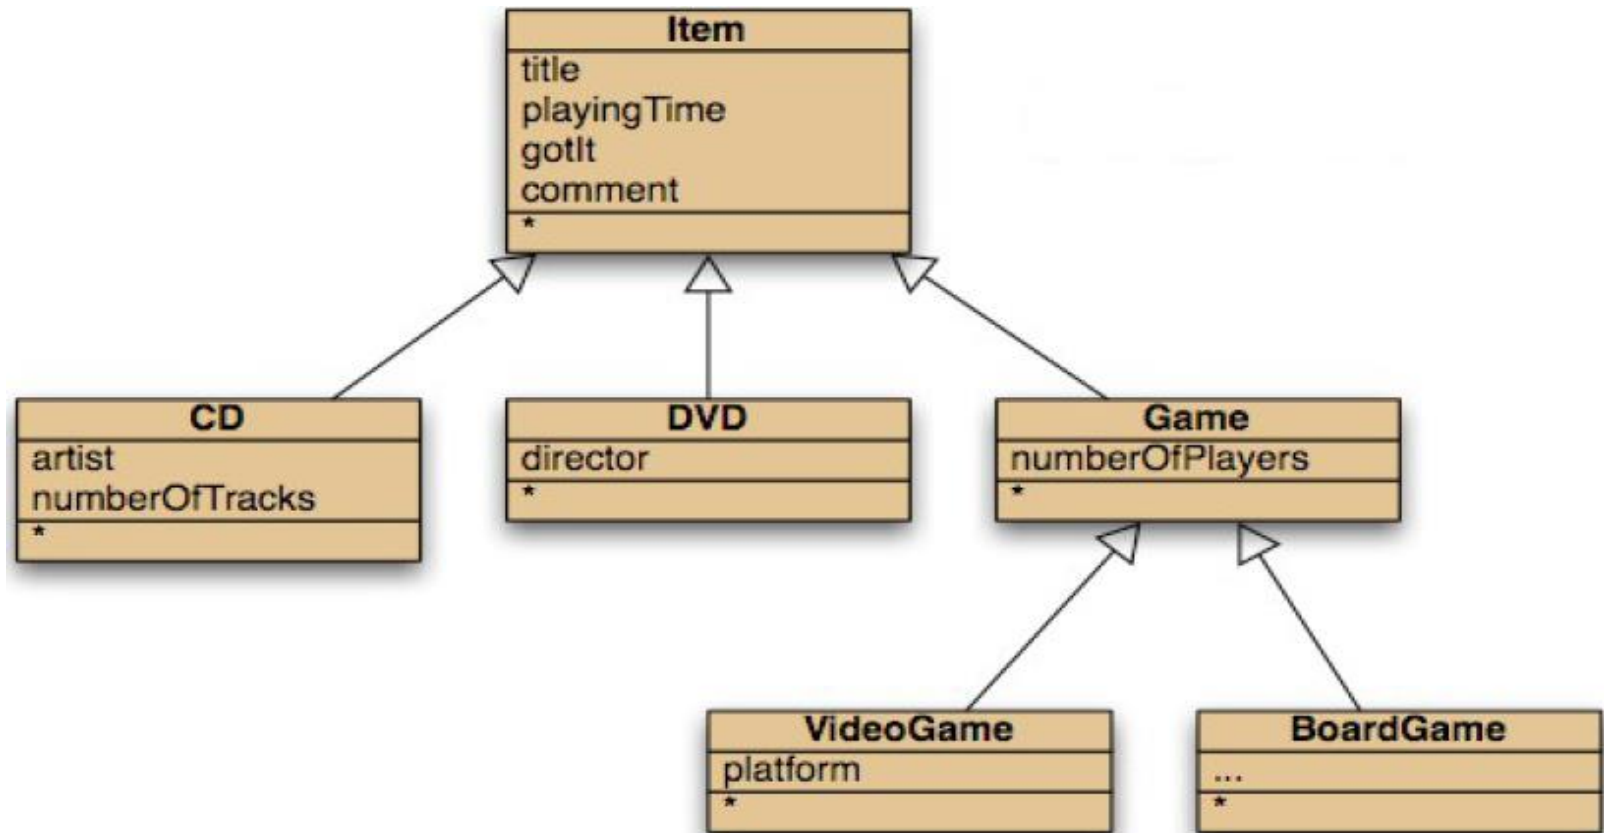 Item
title
playingTime
gotIt
comment
*
CD
artist
numberOfTracks
*
DVD
director
*
Game
numberOfPlayers
*
VideoGame
platform
*
BoardGame
...
*